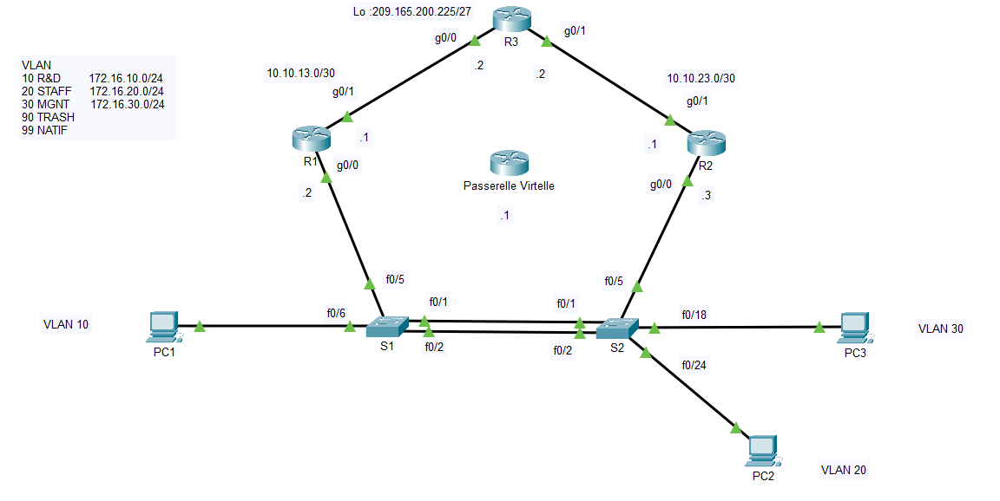 Lo :209.165.200.225/27
g0/0
g0/1
R3
.2
.2
VLAN
10 R&D 172.16.10.0/24
20 STAFF 172.16.20.0/24
30 MGNT 172.16.30.0/24
90 TRASH
99 NATIF
10.10.13.0/30
10.10.23.0/30
g0/1
g0/1
.1
.1
R1
R2
g0/0
g0/0
.2
.3
Passerelle Virtelle
.1
f0/5
f0/5
f0/1
f0/1
VLAN 10
f0/6
f0/18
VLAN 30
PC1
S1
f0/2
f0/2
S2
PC3
f0/24
PC2
VLAN 20